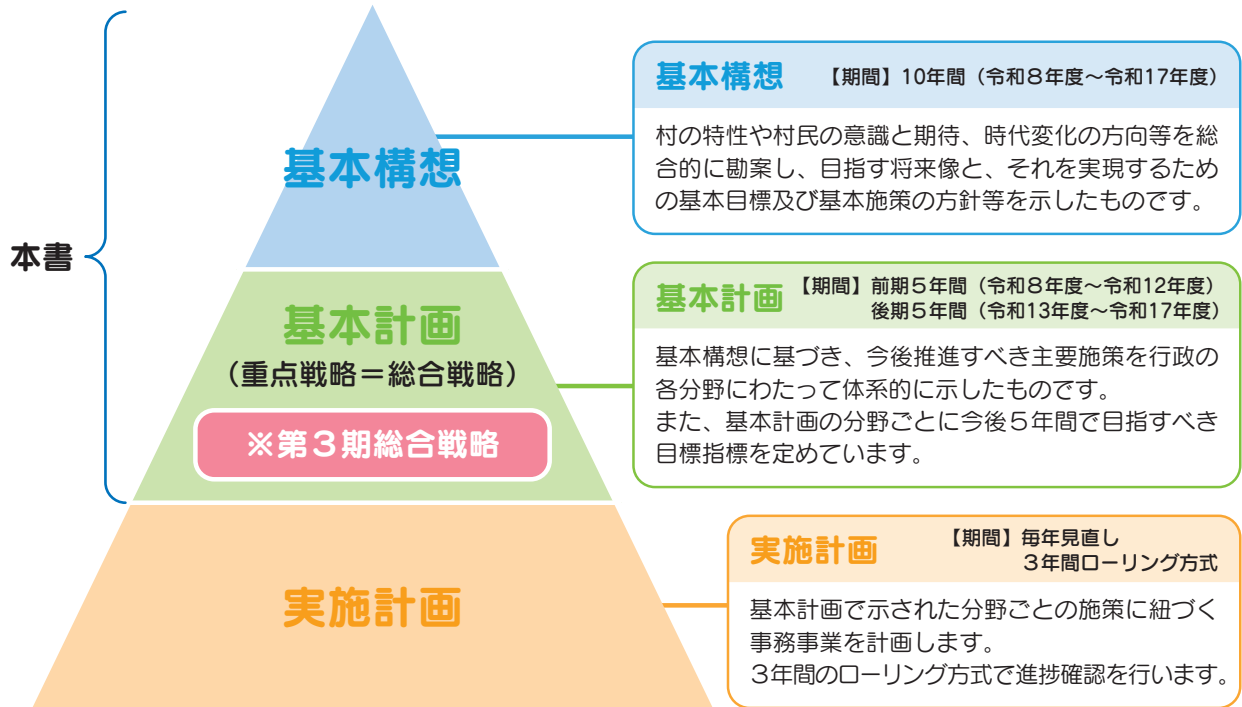 本書
基本構想
基本計画
（重点戦略＝総合戦略）
※第３期総合戦略
実施計画
基本構想 【期間】10年間（令和８年度～令和17年度）
村の特性や村民の意識と期待、時代変化の方向等を総
合的に勘案し、目指す将来像と、それを実現するため
の基本目標及び基本施策の方針等を示したものです。
基本計画 【期間】前期５年間（令和８年度～令和12年度）
後期５年間（令和13年度～令和17年度）
基本構想に基づき、今後推進すべき主要施策を行政の
各分野にわたって体系的に示したものです。
また、基本計画の分野ごとに今後５年間で目指すべき
目標指標を定めています。
実施計画 【期間】毎年見直し
３年間ローリング方式
基本計画で示された分野ごとの施策に紐づく
事務事業を計画します。
３年間のローリング方式で進捗確認を行います。